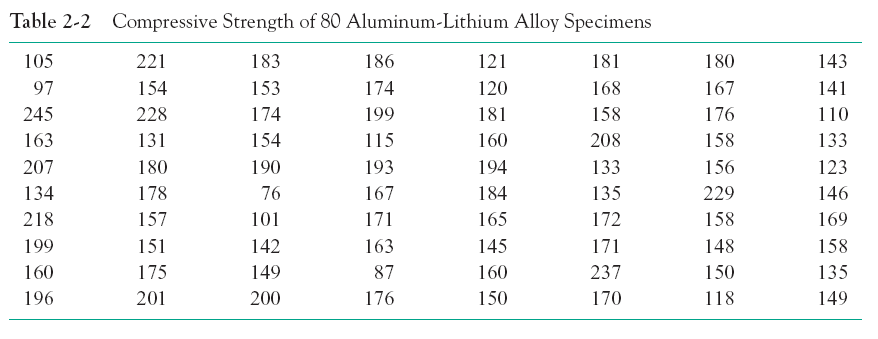 Table 2-2 Compressive Strength of 80 Aluminum-Lithium Alloy Specimens
105 221 183 186 121 181 180 143
97 154 153 174 120 168 167 141
245 228 174 199 181 158 176 110
163 131 154 115 160 208 158 133
207 180 190 193 194 133 156 123
134 178 76 167 184 135 229 146
218 157 101 171 165 172 158 169
199 151 142 163 145 171 148 158
160 175 149 87 160 237 150 135
196 201 200 176 150 170 118 149